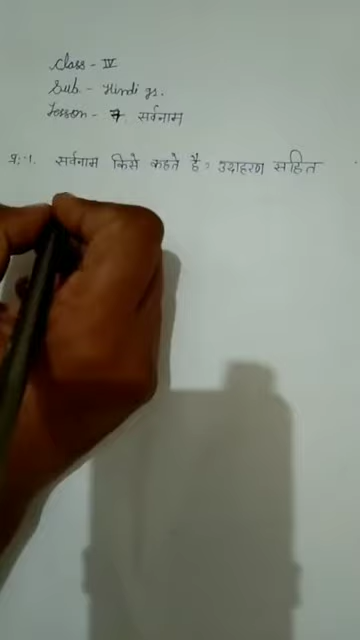 Class - IV
Sub. - Hindi gr.
Lesson - 7. सर्वनाम
प्र:-1. सर्वनाम किसे कहते है ? उदाहरण सहित